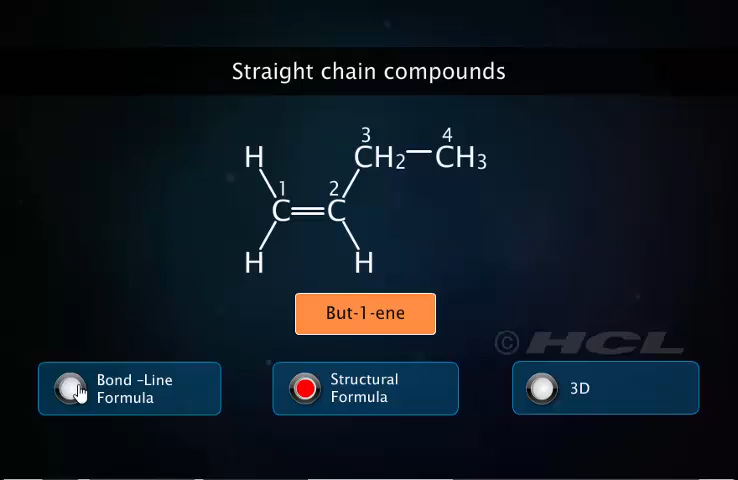 Straight chain compounds
3 4
H CH2—CH3
1 2
C=C
H H
But-1-ene
© HCL
Bond –Line
Formula
Structural
Formula
3D